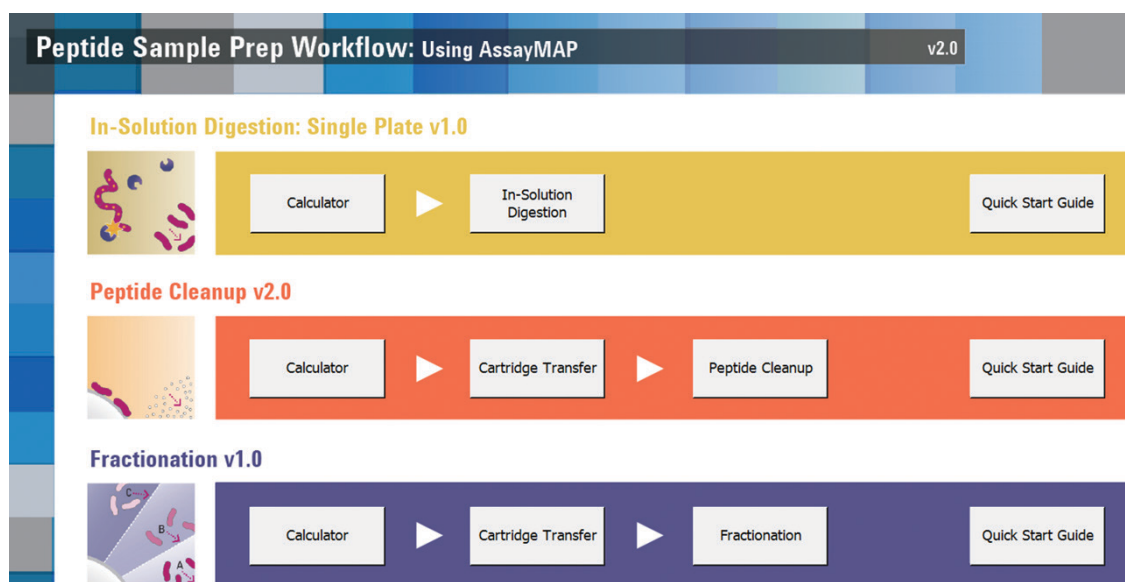 Peptide Sample Prep Workflow: Using AssayMAP v2.0
In-Solution Digestion: Single Plate v1.0
Calculator
In-Solution
Digestion
Quick Start Guide
Peptide Cleanup v2.0
Calculator
Cartridge Transfer
Peptide Cleanup
Quick Start Guide
Fractionation v1.0
C
B
A
Calculator
Cartridge Transfer
Fractionation
Quick Start Guide